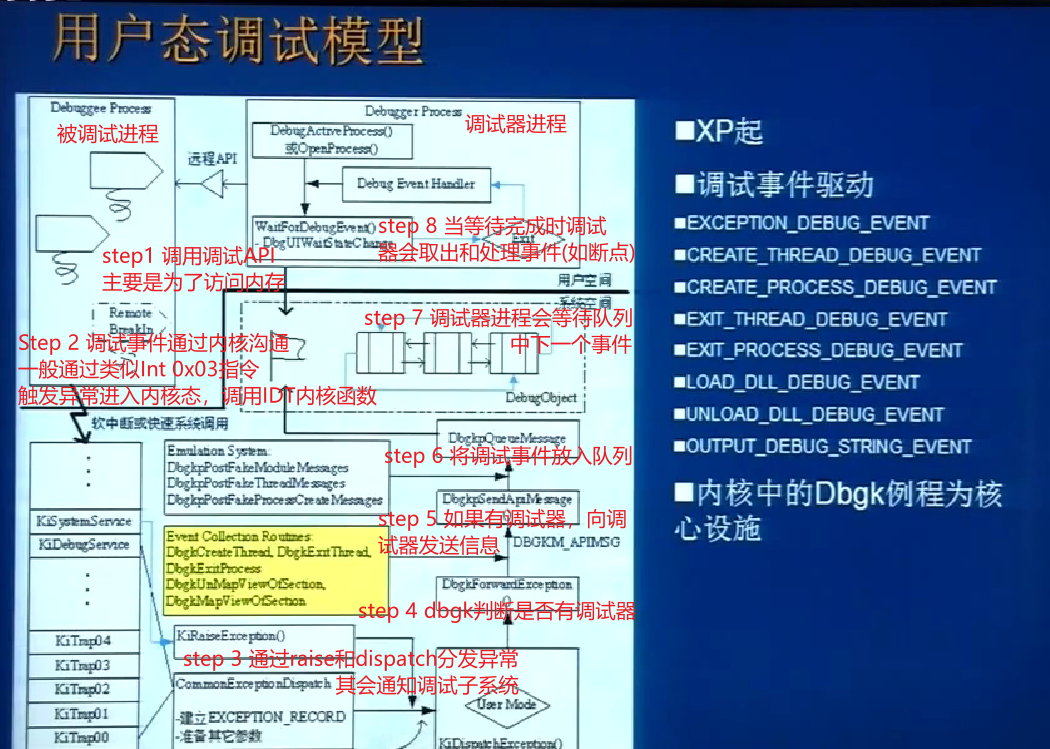 用户态调试模型
Debuggee Process
被调试进程
Debugger Process
调试器进程
DebugActiveProcess()
或OpenProcess()
远程API
Debug Event Handler
WaitForDebugEvent()
- DbgUIWaitStateChange
Exit
step 8 当等待完成时调试
器会取出和处理事件(如断点)
step1 调用调试API
主要是为了访问内存
用户空间
系统空间
Remote
BreakIn
step 7 调试器进程会等待队列
中下一个事件
Step 2 调试事件通过内核沟通
一般通过类似Int 0x03指令
触发异常进入内核态，调用IDT内核函数
DebugObject
软中断或快速系统调用
DbgkpQueueMessage
step 6 将调试事件放入队列
Emulation System:
DbgkpPostFakeModuleMessages
DbgkpPostFakeThreadMessages
DbgkpPostFakeProcessCreateMessages
DbgkpSendApiMessage
()
step 5 如果有调试器，向调
试器发送信息
DBGKM_APIMSG
KiSystemService
KiDebugService
Event Collection Routines:
DbgkCreateThread, DbgkExitThread,
DbgkExitProcess
DbgkUnMapViewOfSection,
DbgkMapViewOfSection
DbgkForwardException
()
step 4 dbgk判断是否有调试器
KiRaiseException()
step 3 通过raise和dispatch分发异常
其会通知调试子系统
CommonExceptionDispatch
-建立EXCEPTION_RECORD
-准备其它参数
User Mode
KiDispatchException()
KiTrap04
KiTrap03
KiTrap02
KiTrap01
KiTrap00
■XP起
■调试事件驱动
■EXCEPTION_DEBUG_EVENT
■CREATE_THREAD_DEBUG_EVENT
■CREATE_PROCESS_DEBUG_EVENT
■EXIT_THREAD_DEBUG_EVENT
■EXIT_PROCESS_DEBUG_EVENT
■LOAD_DLL_DEBUG_EVENT
■UNLOAD_DLL_DEBUG_EVENT
■OUTPUT_DEBUG_STRING_EVENT
■内核中的Dbgk例程为核
心设施